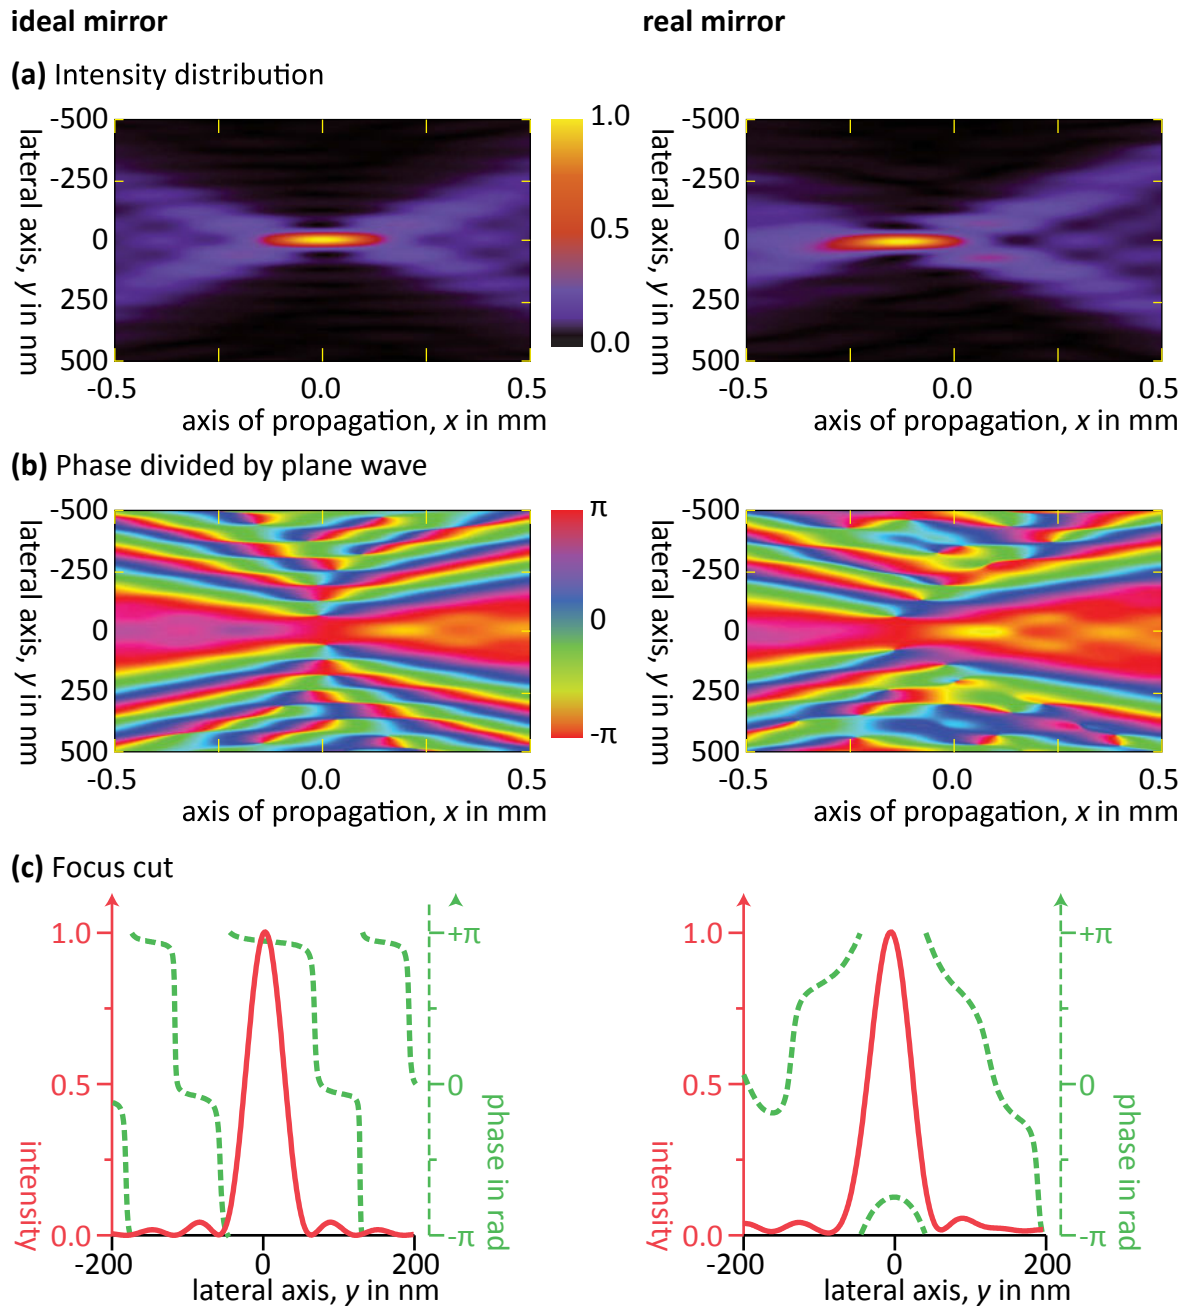 ideal mirror
real mirror
(a) Intensity distribution
-500
-250
0
250
500
lateral axis, y in nm
-0.5
0.0
0.5
axis of propagation, x in mm
1.0
0.5
0.0
-500
-250
0
250
500
lateral axis, y in nm
-0.5
0.0
0.5
axis of propagation, x in mm
(b) Phase divided by plane wave
-500
-250
0
250
500
lateral axis, y in nm
-0.5
0.0
0.5
axis of propagation, x in mm
π
0
-π
-500
-250
0
250
500
lateral axis, y in nm
-0.5
0.0
0.5
axis of propagation, x in mm
(c) Focus cut
1.0
0.5
0.0
intensity
+π
0
-π
phase in rad
-200
0
200
lateral axis, y in nm
1.0
0.5
0.0
intensity
+π
0
-π
phase in rad
-200
0
200
lateral axis, y in nm